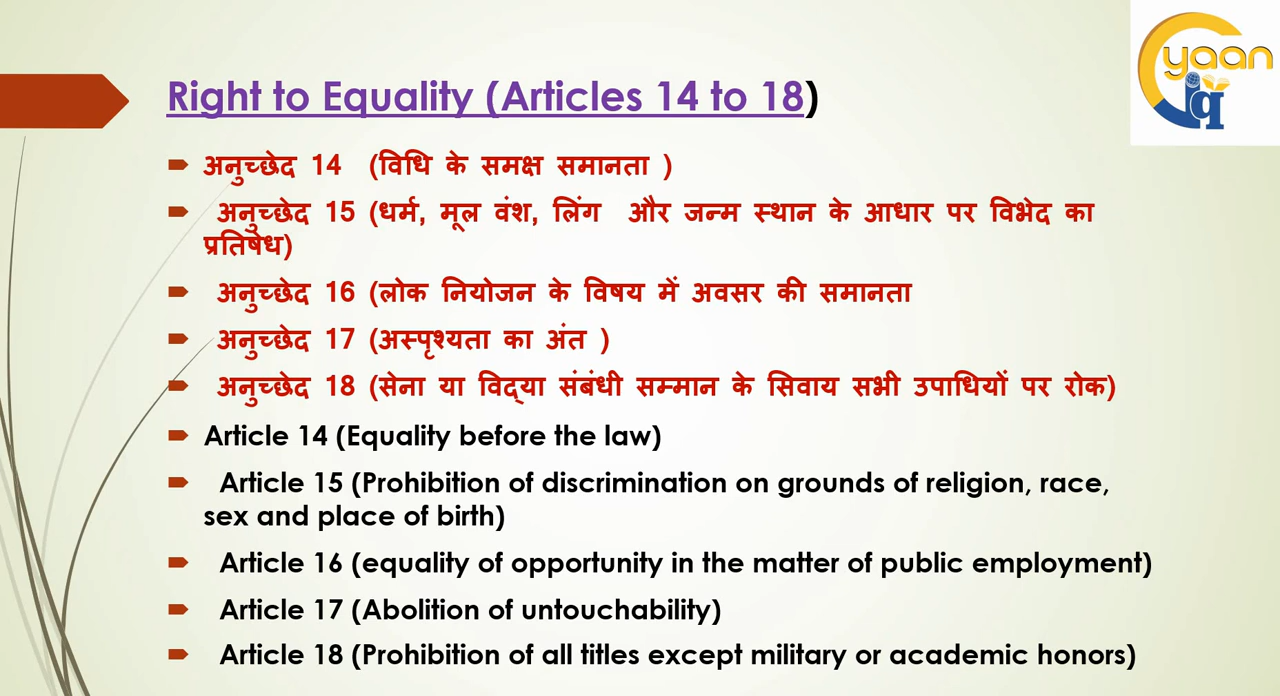 yaan
iq
Right to Equality (Articles 14 to 18)
अनुच्छेद 14 (विधि के समक्ष समानता )
अनुच्छेद 15 (धर्म, मूल वंश, लिंग और जन्म स्थान के आधार पर विभेद का
प्रतिषेध)
अनुच्छेद 16 (लोक नियोजन के विषय में अवसर की समानता
अनुच्छेद 17 (अस्पृश्यता का अंत )
अनुच्छेद 18 (सेना या विद्या संबंधी सम्मान के सिवाय सभी उपाधियों पर रोक)
Article 14 (Equality before the law)
Article 15 (Prohibition of discrimination on grounds of religion, race,
sex and place of birth)
Article 16 (equality of opportunity in the matter of public employment)
Article 17 (Abolition of untouchability)
Article 18 (Prohibition of all titles except military or academic honors)